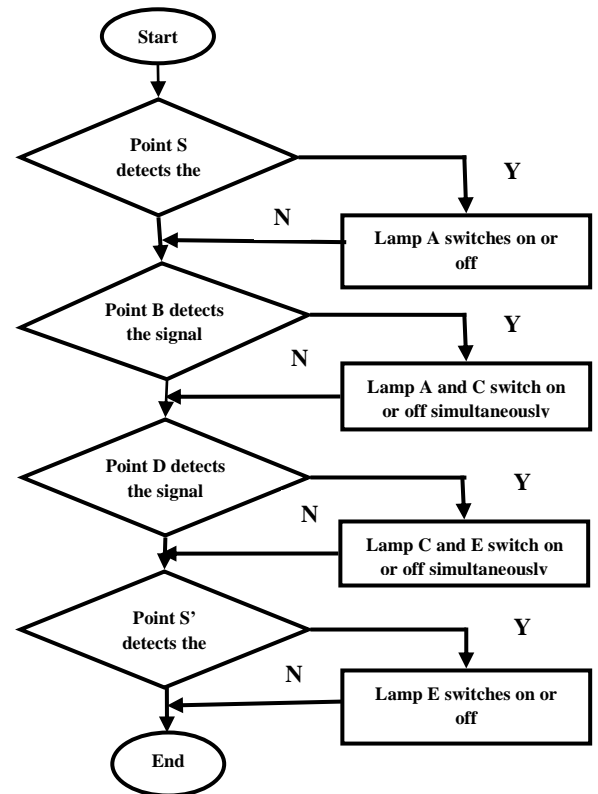 Start
Point S
detects the
Y
N
Lamp A switches on or
off
Point B detects
the signal
Y
N
Lamp A and C switch on
or off simultaneously
Point D detects
the signal
Y
N
Lamp C and E switch on
or off simultaneously
Point S’
detects the
Y
N
Lamp E switches on or
off
End